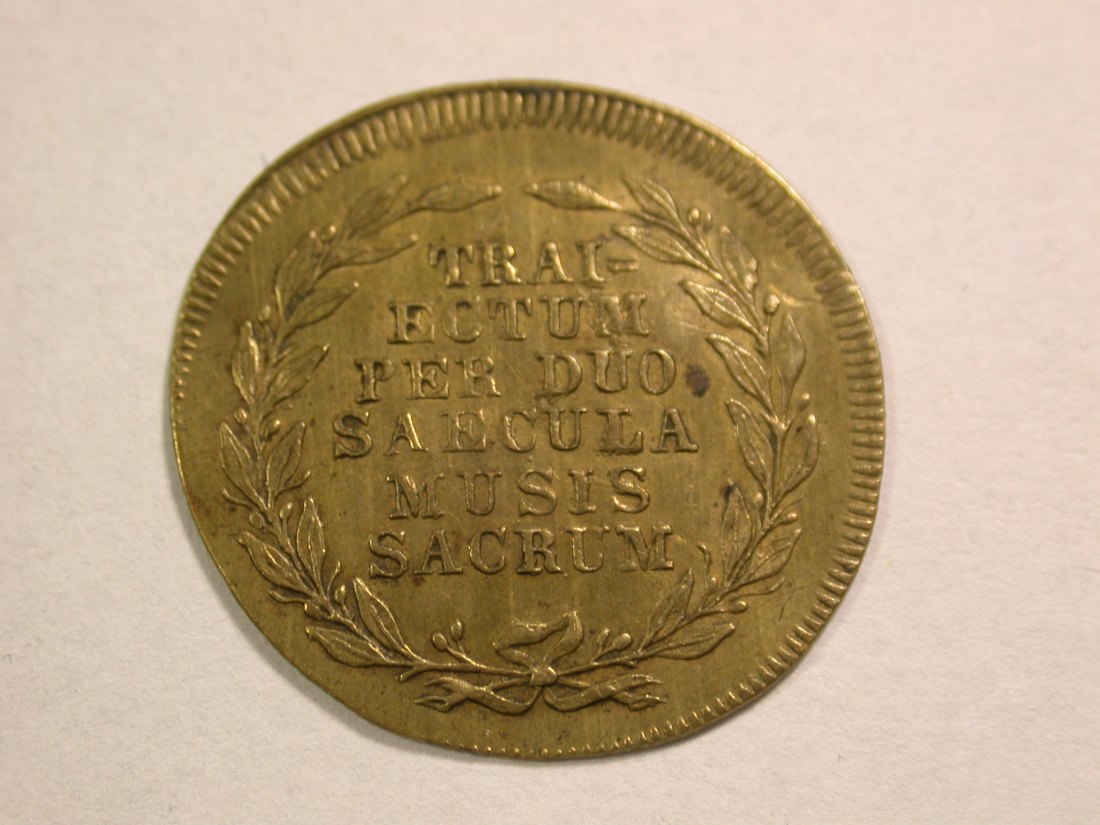 TRAI-
ECTUM
PER DUO
SAECULA
MUSIS
SACRUM